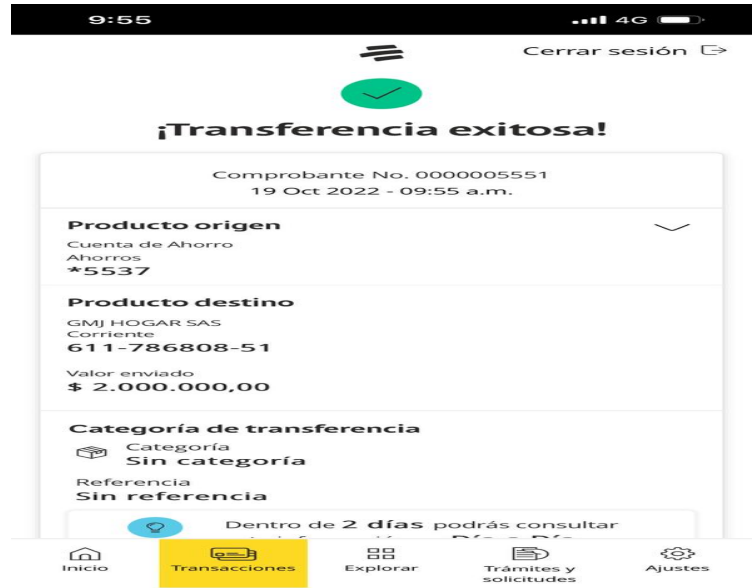 9:55
4G
Cerrar sesión
¡Transferencia exitosa!
Comprobante No. 0000005551
19 Oct 2022 - 09:55 a.m.
Producto origen
Cuenta de Ahorro
Ahorros
*5537
Producto destino
GMJ HOGAR SAS
Corriente
611-786808-51
Valor enviado
$ 2.000.000,00
Categoría de transferencia
Categoría
Sin categoría
Referencia
Sin referencia
Dentro de 2 días podrás consultar
Inicio
Transacciones
Explorar
Trámites y
solicitudes
Ajustes